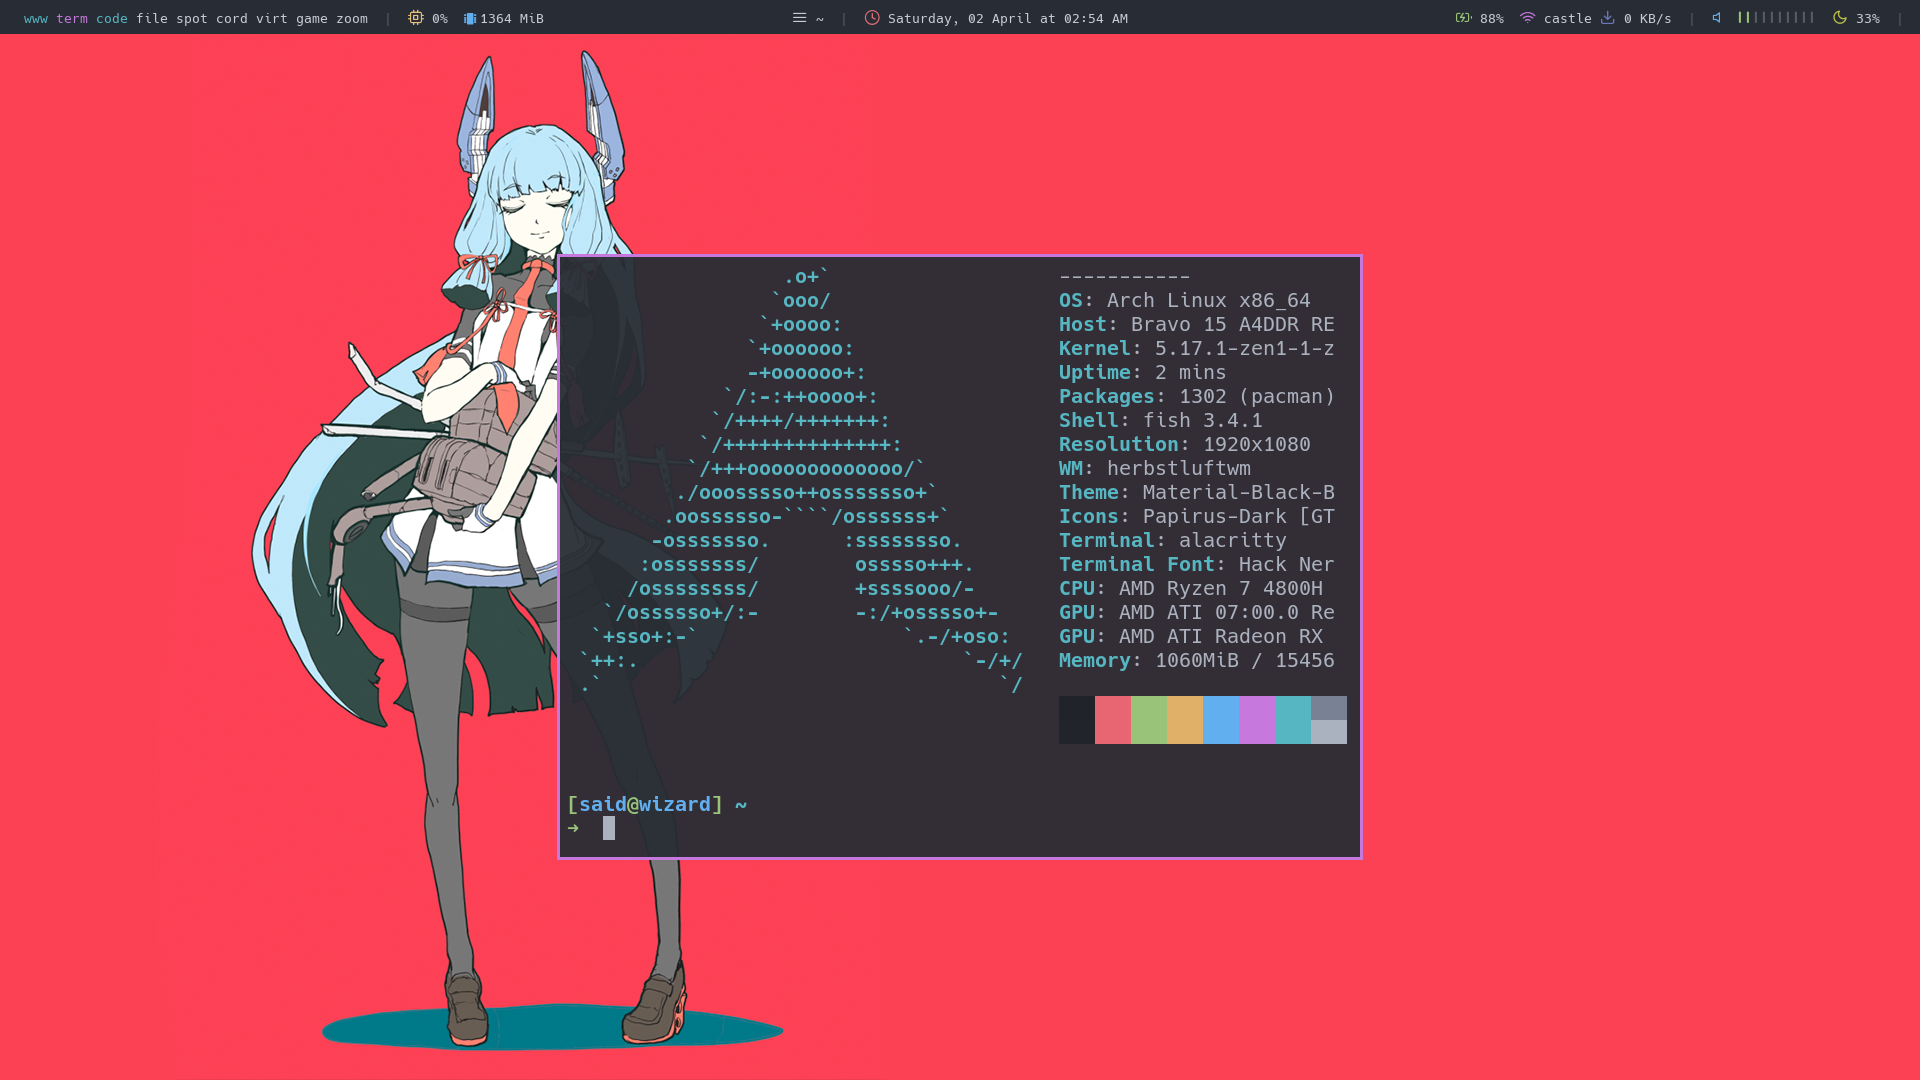 www term code file spot cord virt game zoom | 0% 1364 MiB
~ | Saturday, 02 April at 02:54 AM
88% castle 0 KB/s | 33% |
                  .o+`
                 `ooo/
                `+oooo:
               `+oooooo:
               -+oooooo+:
             `/:-:++oooo+:
            `/++++/+++++++:
           `/++++++++++++++:
          `/+++ooooooooooooo/`
         ./ooosssso++osssssso+`
        .oossssso-````/ossssss+`
       -osssssso.      :ssssssso.
      :osssssss/        osssso+++.
     /ossssssss/        +ssssooo/-
   `/ossssso+/:-        -:/+osssso+-
  `+sso+:-`                 `.-/+oso:
 `++:.                           `-/+/
 .`                                 `/
-----------
OS: Arch Linux x86_64
Host: Bravo 15 A4DDR RE
Kernel: 5.17.1-zen1-1-z
Uptime: 2 mins
Packages: 1302 (pacman)
Shell: fish 3.4.1
Resolution: 1920x1080
WM: herbstluftwm
Theme: Material-Black-B
Icons: Papirus-Dark [GT
Terminal: alacritty
Terminal Font: Hack Ner
CPU: AMD Ryzen 7 4800H
GPU: AMD ATI 07:00.0 Re
GPU: AMD ATI Radeon RX
Memory: 1060MiB / 15456
[said@wizard] ~
➜